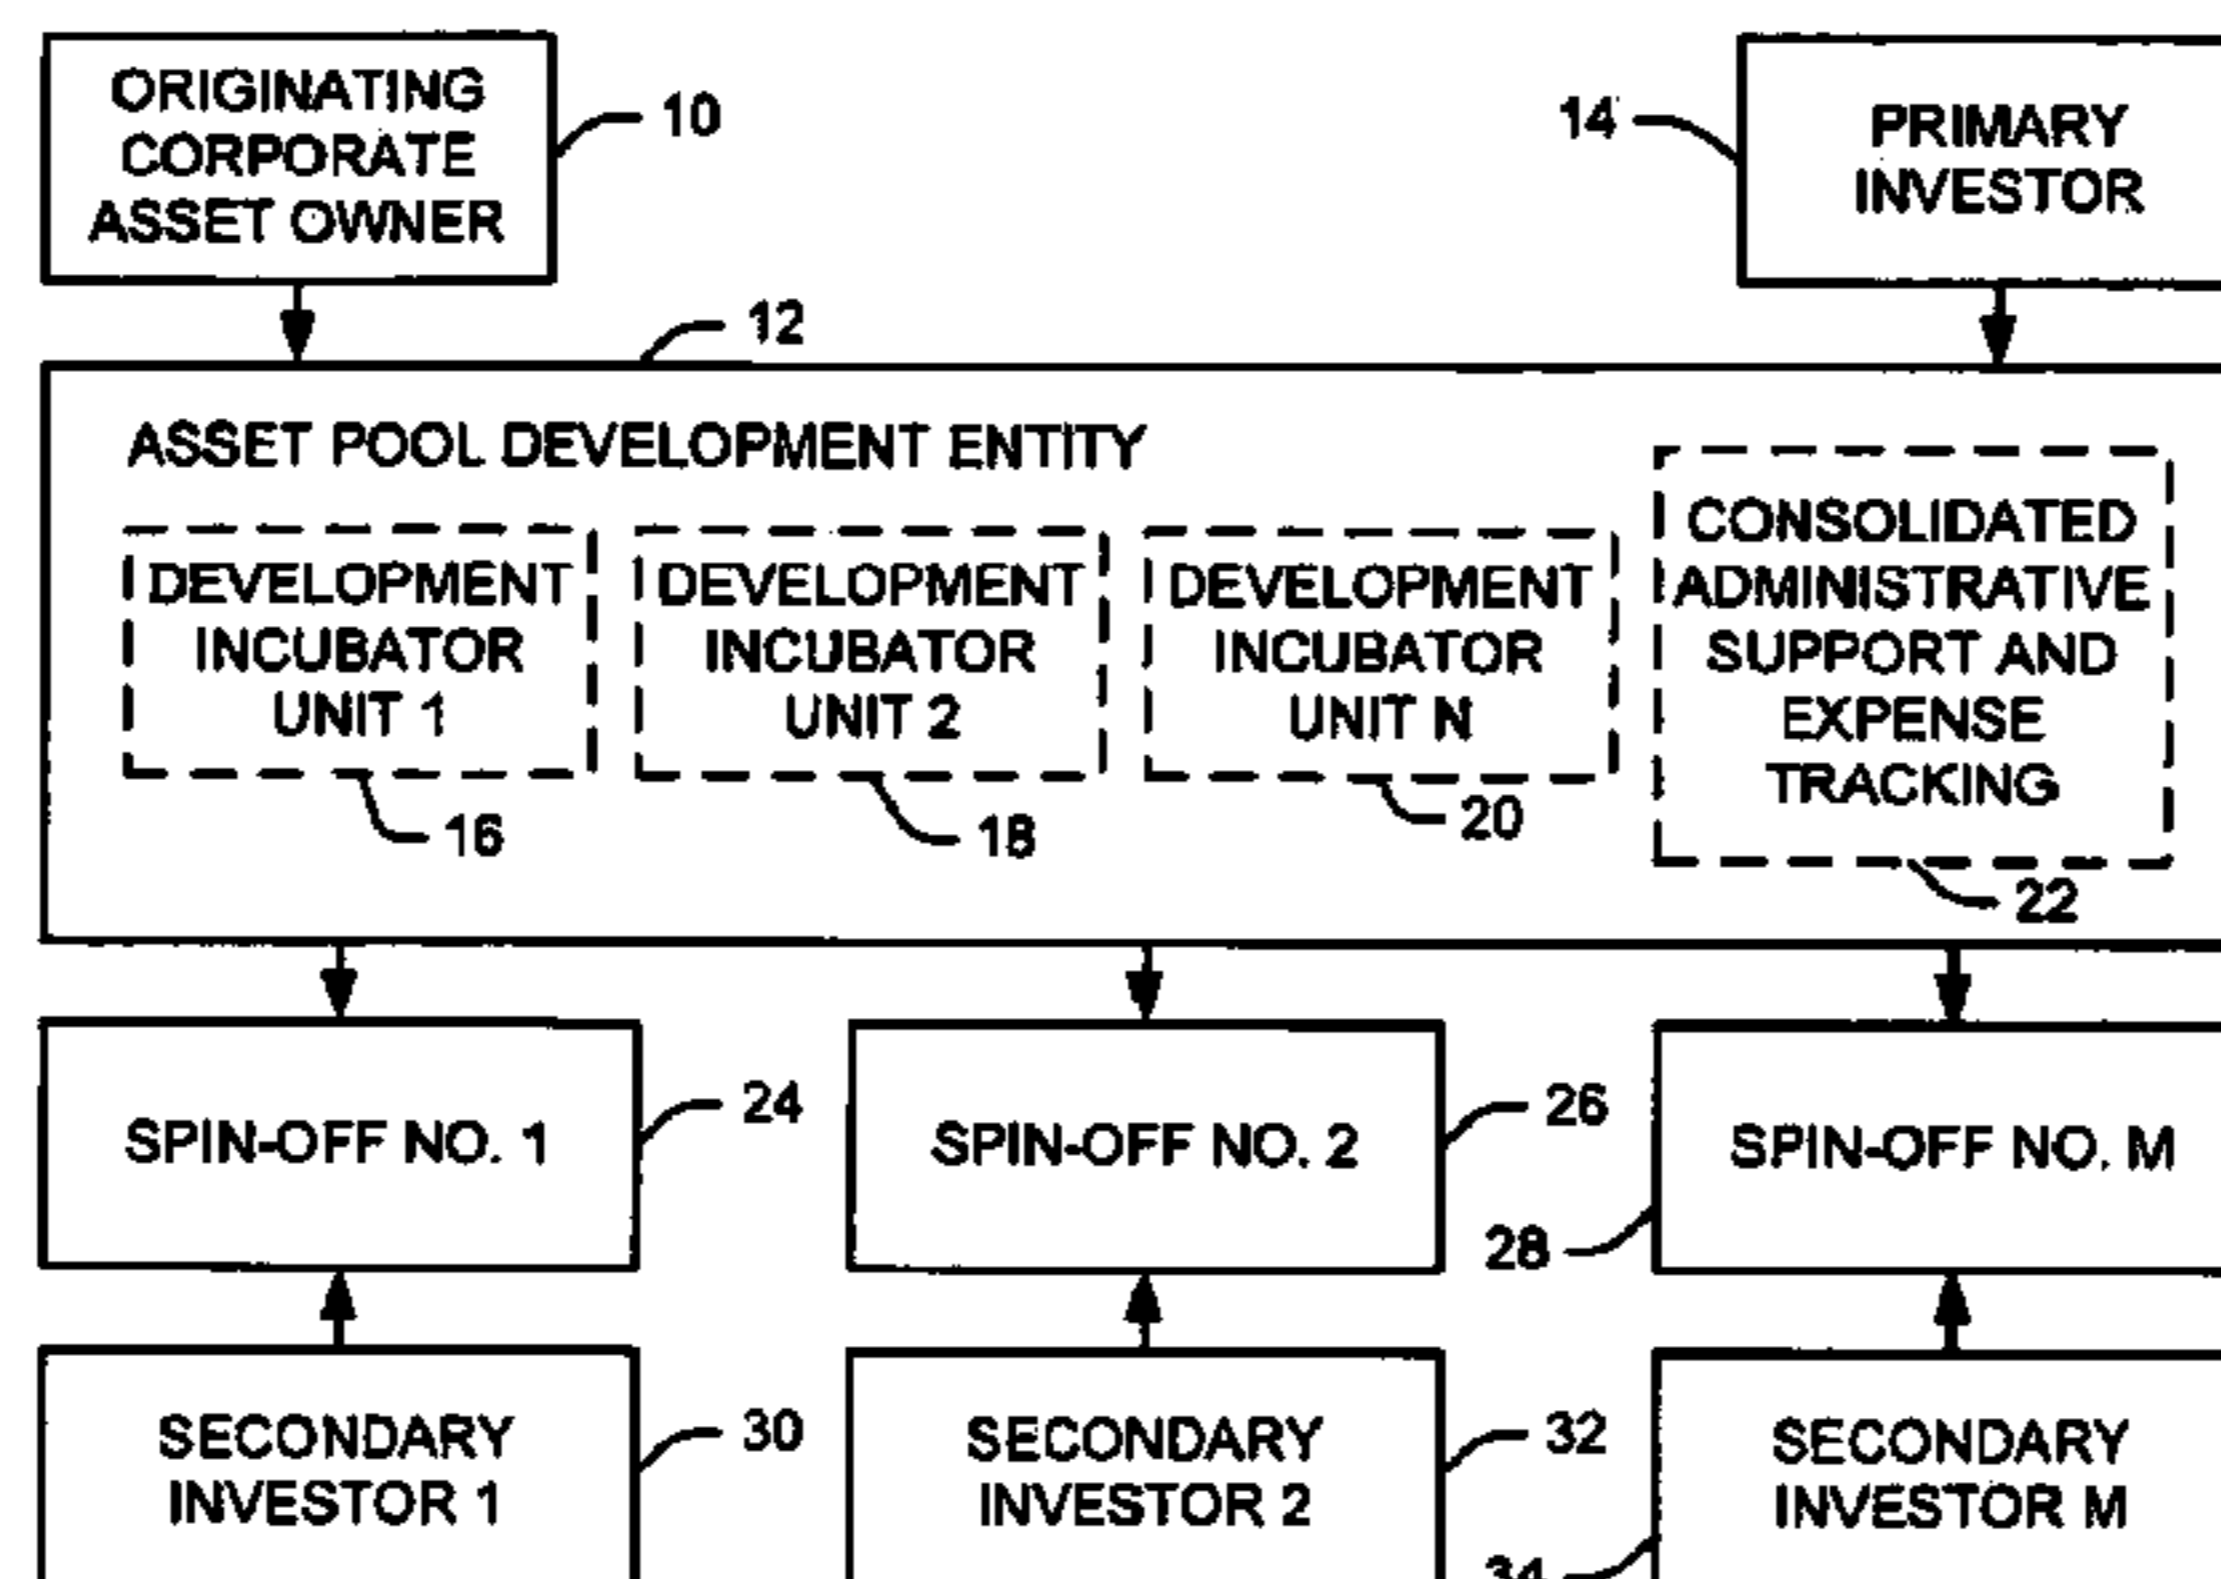 ORIGINATING
CORPORATE
ASSET OWNER
10
14
PRIMARY
INVESTOR
12
ASSET POOL DEVELOPMENT ENTITY
DEVELOPMENT
INCUBATOR
UNIT 1
16
DEVELOPMENT
INCUBATOR
UNIT 2
18
DEVELOPMENT
INCUBATOR
UNIT N
20
CONSOLIDATED
ADMINISTRATIVE
SUPPORT AND
EXPENSE
TRACKING
22
SPIN-OFF NO. 1
24
SPIN-OFF NO. 2
26
SPIN-OFF NO. M
28
SECONDARY
INVESTOR 1
30
SECONDARY
INVESTOR 2
32
SECONDARY
INVESTOR M
34